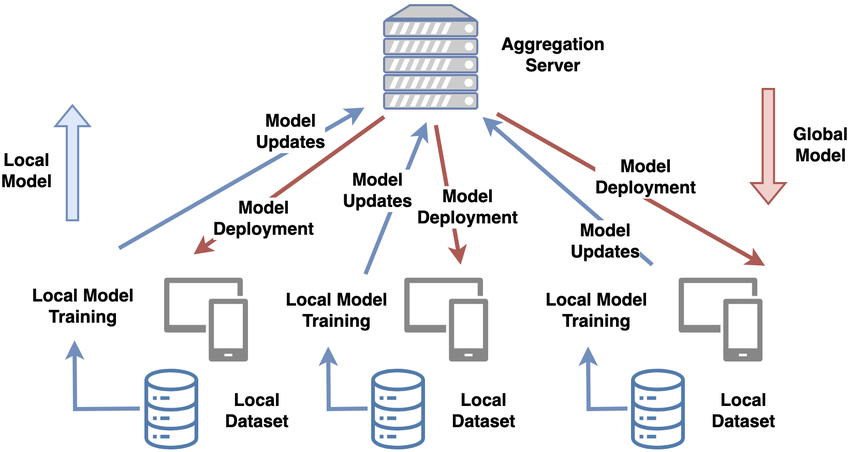 Aggregation
Server
Model
Updates
Local
Model
Global
Model
Model
Updates
Model
Deployment
Model
Deployment
Model
Deployment
Model
Updates
Local Model
Training
Local Model
Training
Local Model
Training
Local
Dataset
Local
Dataset
Local
Dataset